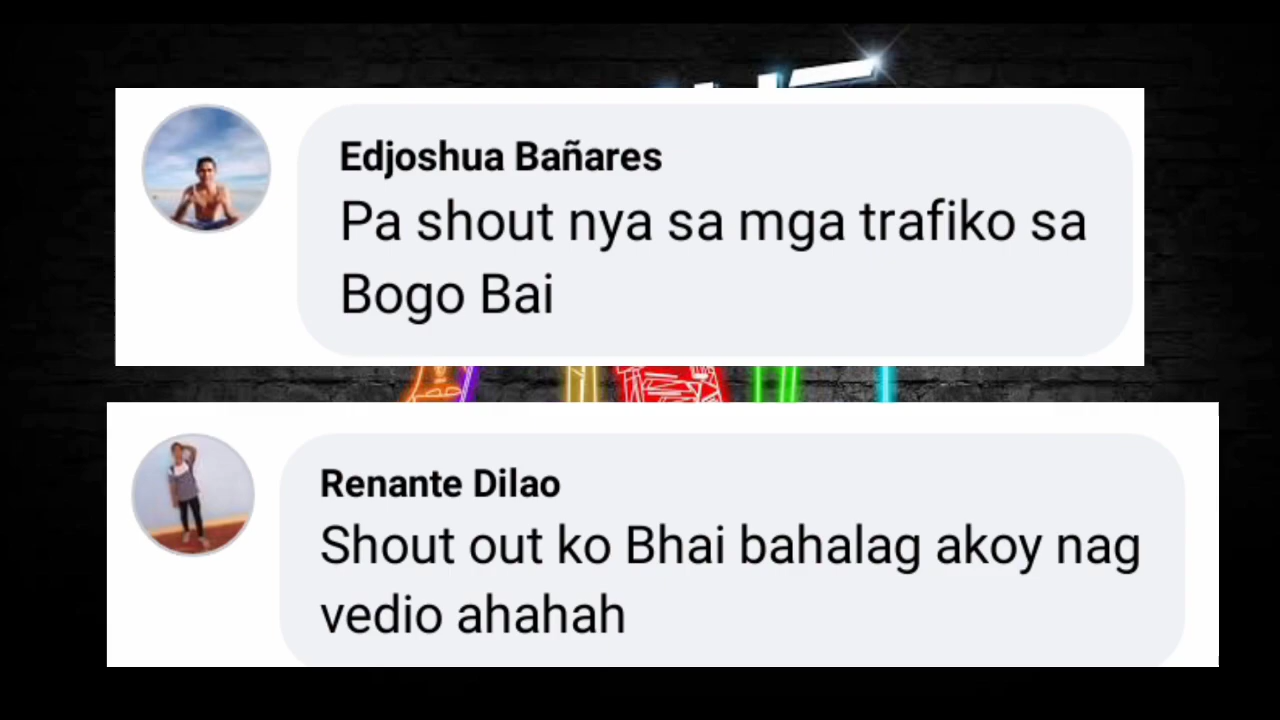 Edjoshua Bañares
Pa shout nya sa mga trafiko sa
Bogo Bai
Renante Dilao
Shout out ko Bhai bahalag akoy nag
vedio ahahah